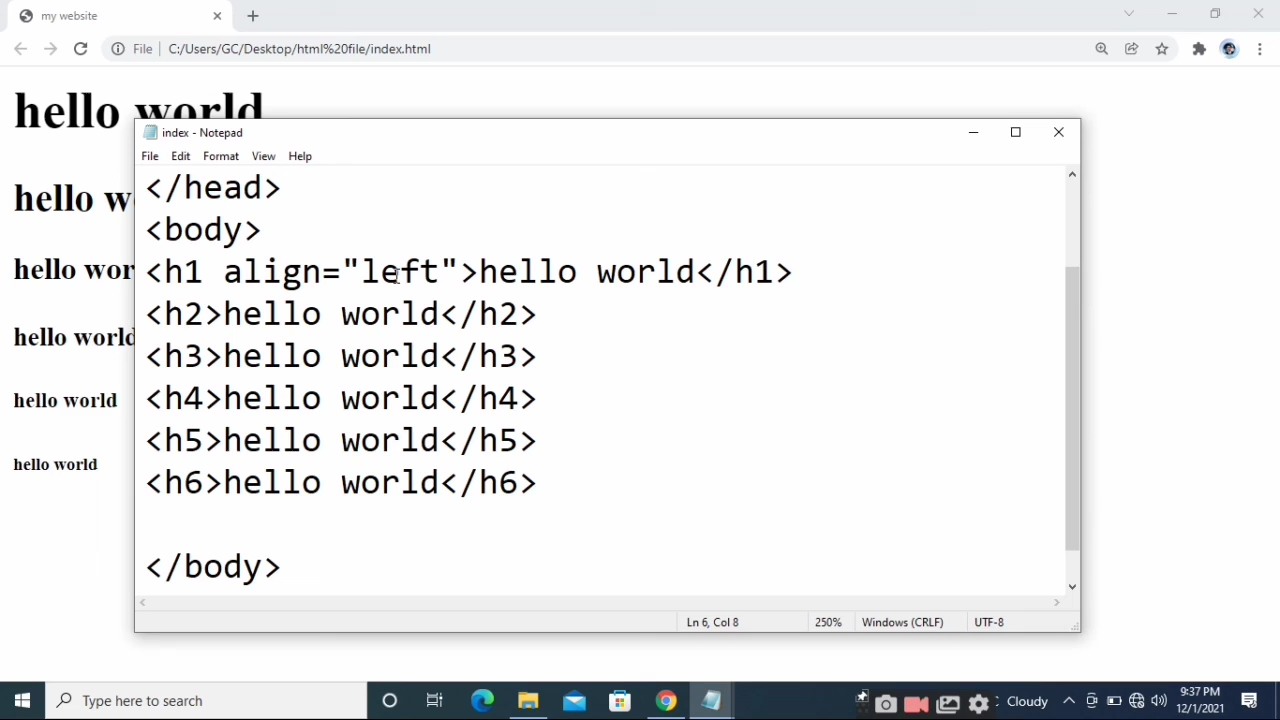 my website
File C:/Users/GC/Desktop/html%20file/index.html
hello world
hello wo
hello wor
hello world
hello world
hello world
index - Notepad
File Edit Format View Help
</head>
<body>
<h1 align="left">hello world</h1>
<h2>hello world</h2>
<h3>hello world</h3>
<h4>hello world</h4>
<h5>hello world</h5>
<h6>hello world</h6>
</body>
Ln 6, Col 8 250% Windows (CRLF) UTF-8
Type here to search
Cloudy
9:37 PM
12/1/2021